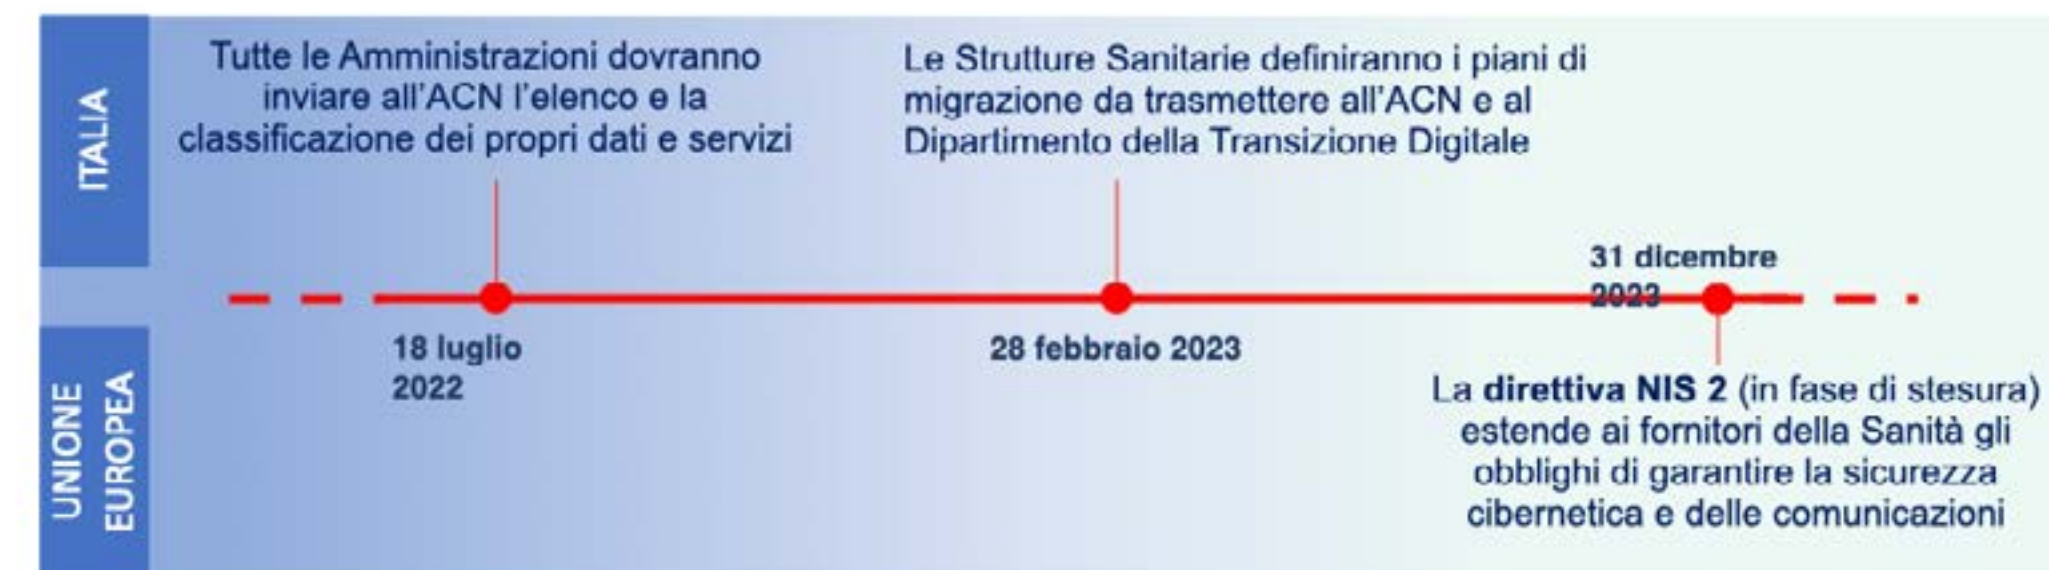 ITALIA
Tutte le Amministrazioni dovranno
inviare all'ACN l'elenco e la
classificazione dei propri dati e servizi
Le Strutture Sanitarie definiranno i piani di
migrazione da trasmettere all'ACN e al
Dipartimento della Transizione Digitale
31 dicembre
2023
18 luglio
2022
28 febbraio 2023
UNIONE
EUROPEA
La direttiva NIS 2 (in fase di stesura)
estende ai fornitori della Sanità gli
obblighi di garantire la sicurezza
cibernetica e delle comunicazioni